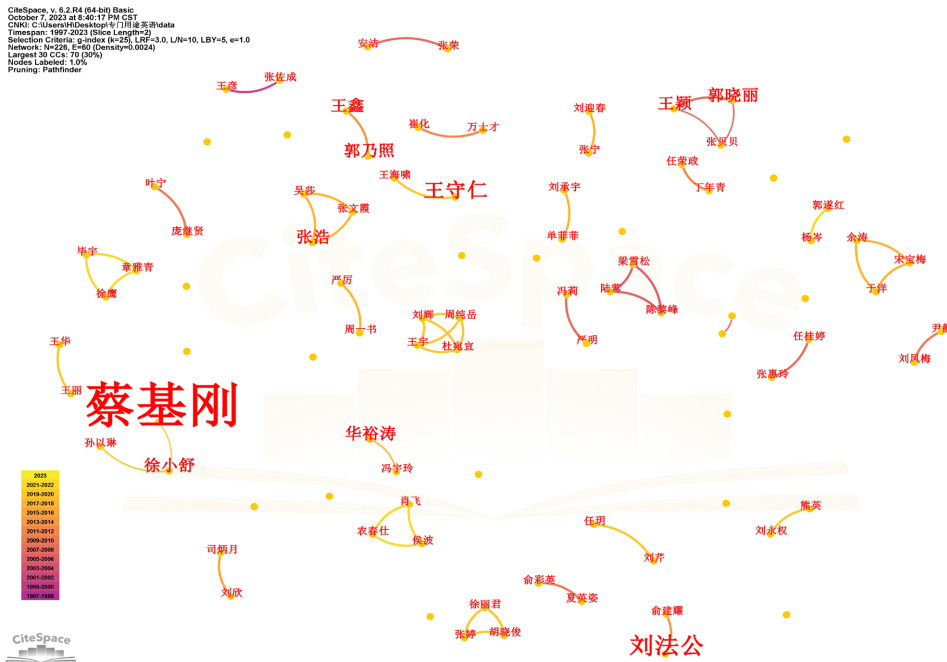 CiteSpace, v. 6.2.R4 (64-bit) Basic
October 7, 2023 at 8:40:17 PM CST
CNKI: C:\Users\H\Desktop\专门用途英语\data
Timespan: 1997-2023 (Slice Length=2)
Selection Criteria: g-index (k=25), LRF=3.0, L/N=10, LBY=5, e=1.0
Network: N=226, E=60 (Density=0.0024)
Largest 30 CCs: 70 (30%)
Nodes Labeled: 1.0%
Pruning: Pathfinder
安洁
张荣
王彦
张佐成
王鑫
郭乃照
崔化
万士才
刘迎春
张宁
王颖
郭晓丽
张贝贝
任荣政
丁年青
叶宁
庞继贤
吴莎
张文霞
张浩
王海啸
王守仁
刘承宇
单菲菲
郭遂红
杨岑
余涛
宋宝梅
于洋
毕宇
章雅青
徐鹰
严厉
周一书
梁雪松
陆莺
陈黎峰
冯莉
严明
刘辉
周纯岳
王宇
杜宛宜
任桂婷
张惠玲
刘凤梅
王华
王丽
蔡基刚
孙以琳
徐小舒
华裕涛
冯宇玲
肖飞
农春仕
侯波
任玥
刘芹
熊英
刘永权
司炳月
刘欣
俞彩英
夏英姿
徐丽君
张婷
胡晓俊
俞建耀
刘法公
2023
2021-2022
2019-2020
2017-2018
2015-2016
2013-2014
2011-2012
2009-2010
2007-2008
2005-2006
2003-2004
2001-2002
1999-2000
1997-1998
CiteSpace
CiteSpace